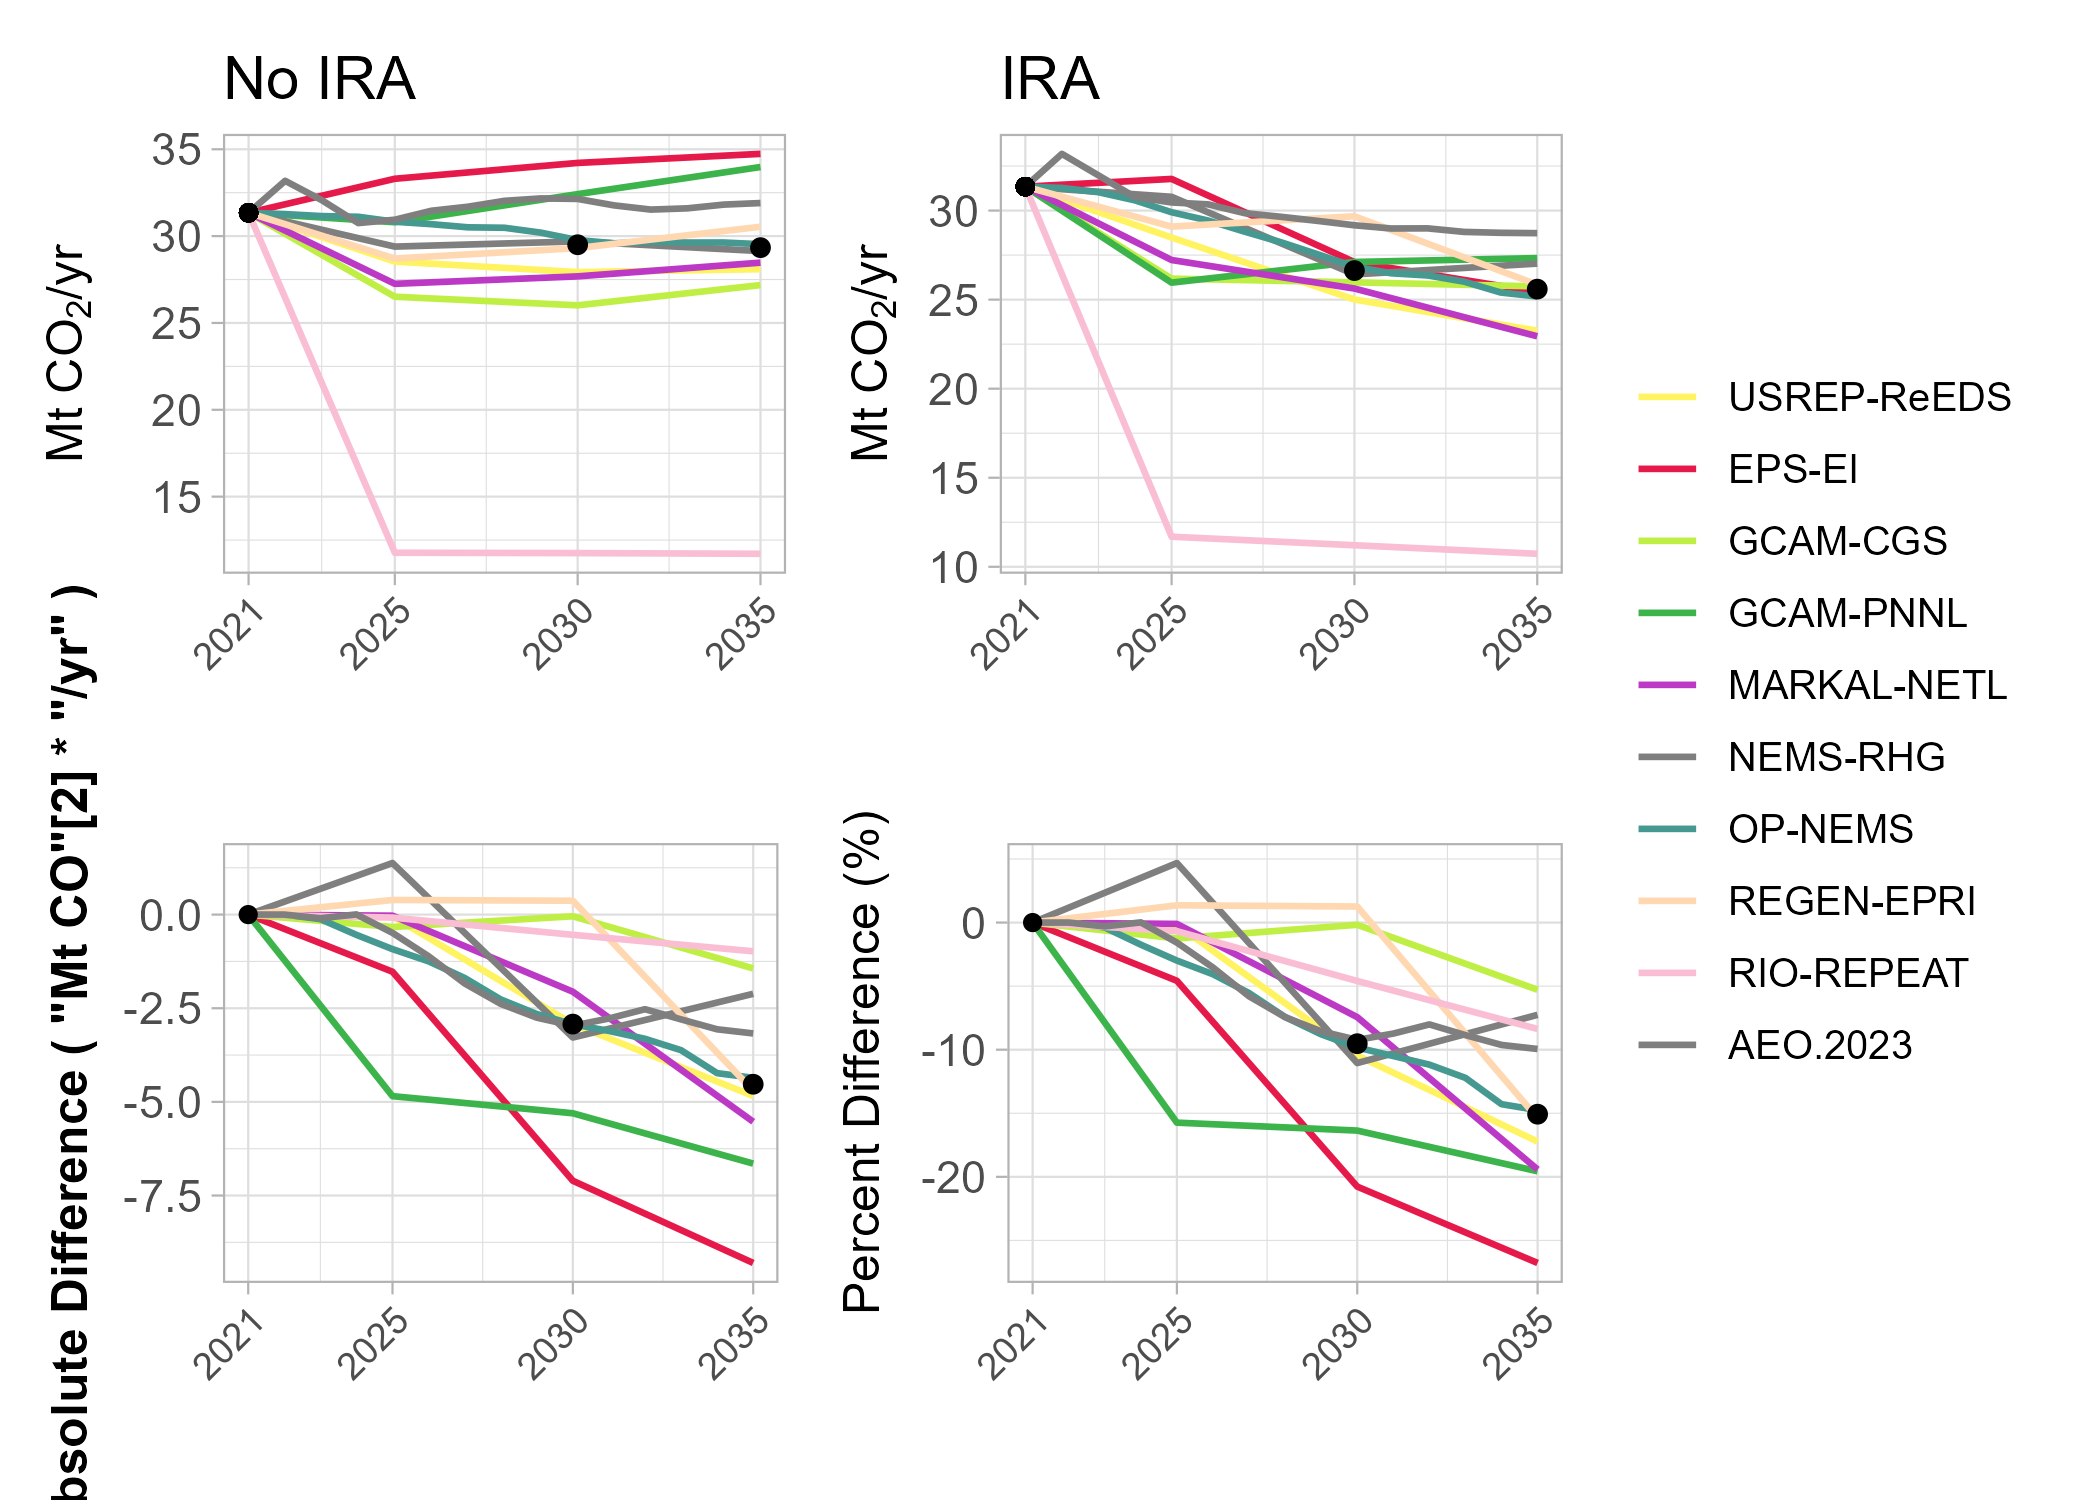 No IRA
IRA
Mt CO2/yr
35
30
25
20
15
2021
2025
2030
2035
Mt CO2/yr
30
25
20
15
10
2021
2025
2030
2035
bsolute Difference ( "Mt CO"[2] * "/yr" )
0.0
-2.5
-5.0
-7.5
2021
2025
2030
2035
Percent Difference (%)
0
-10
-20
2021
2025
2030
2035
USREP-ReEDS
EPS-EI
GCAM-CGS
GCAM-PNNL
MARKAL-NETL
NEMS-RHG
OP-NEMS
REGEN-EPRI
RIO-REPEAT
AEO.2023